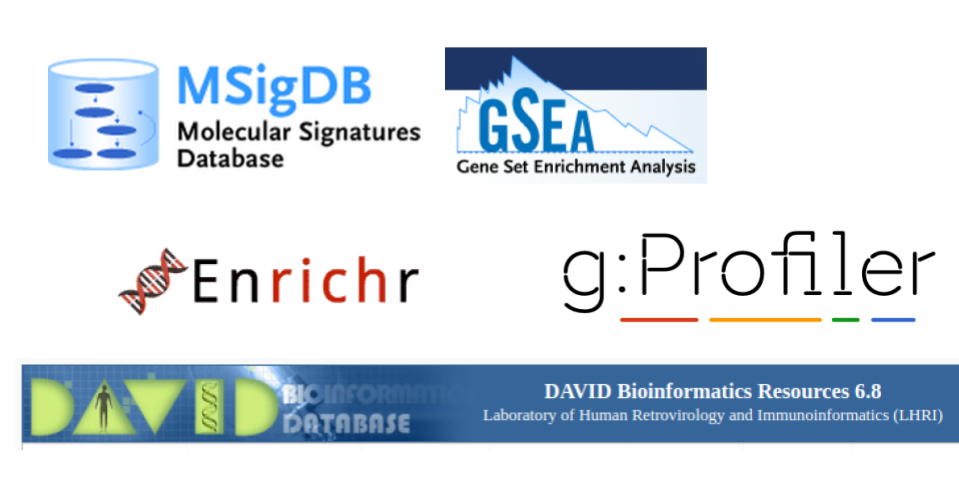 MSigDB
Molecular Signatures
Database
GSEA
Gene Set Enrichment Analysis
Enrichr
g:Profiler
DAVID
BIOINFORMATIC
DATABASE
DAVID Bioinformatics Resources 6.8
Laboratory of Human Retrovirology and Immunoinformatics (LHRI)